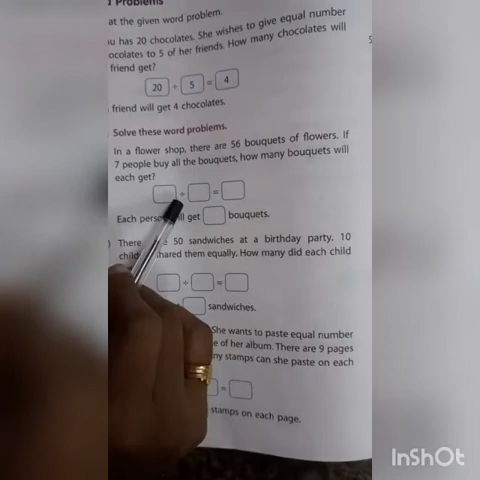 Problems
at the given word problem.
has 20 chocolates. She wishes to give equal number
ocolates to 5 of her friends. How many chocolates will
friend get?
20 ÷ 5 = 4
friend will get 4 chocolates.
Solve these word problems.
In a flower shop, there are 56 bouquets of flowers. If
7 people buy all the bouquets, how many bouquets will
each get?
÷ =
Each pers ll get bouquets.
) There 50 sandwiches at a birthday party. 10
child hared them equally. How many did each child
÷ =
sandwiches.
She wants to paste equal number
e of her album. There are 9 pages
ny stamps can she paste on each
=
stamps on each page.
InShOt